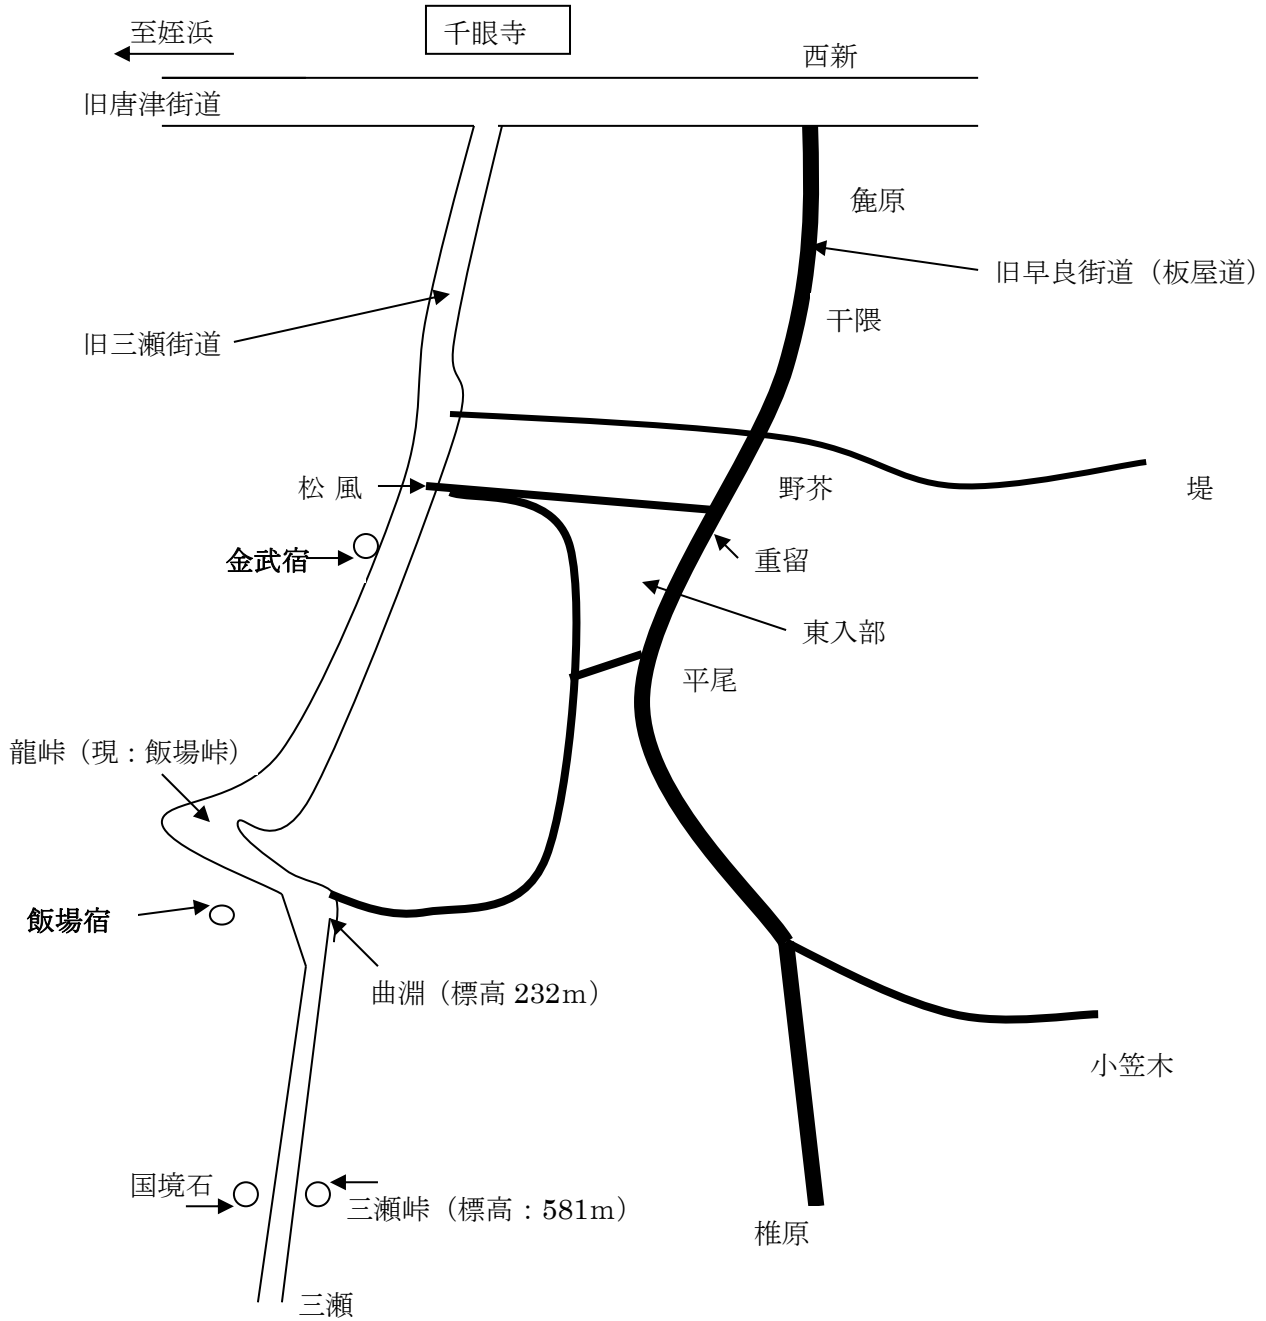 至姪浜
千眼寺
西新
旧唐津街道
麁原
旧早良街道（板屋道）
干隈
旧三瀬街道
松 風
野芥
堤
金武宿
重留
東入部
平尾
龍峠（現：飯場峠）
飯場宿
曲淵（標高 232ｍ）
小笠木
国境石
三瀬峠（標高：581ｍ）
椎原
三瀬